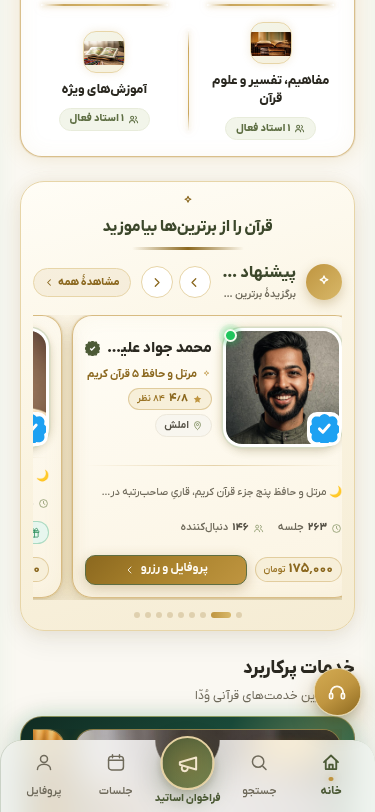 مفاهیم، تفسیر و علوم قرآن
۱ استاد فعال
آموزش‌های ویژه
۱ استاد فعال
قرآن را از برترین‌ها بیاموزید
پیشنهاد ...
برگزیدهٔ برترین ...
مشاهدهٔ همه
محمد جواد علیـ...
مرتل و حافظ ۵ قرآن کریم
۴٫۸ ۸۴ نظر
املش
مرتل و حافظ پنج جزء قرآن کریم، قاریِ صاحب‌رتبه در...
۲۶۳ جلسه ۱۴۶ دنبال‌کننده
۱۷۵,۰۰۰ تومان
پروفایل و رزرو
خدمات پرکاربرد
ین خدمت‌های قرآنی وُدّا
خانه
جستجو
فراخوان اساتید
جلسات
پروفایل